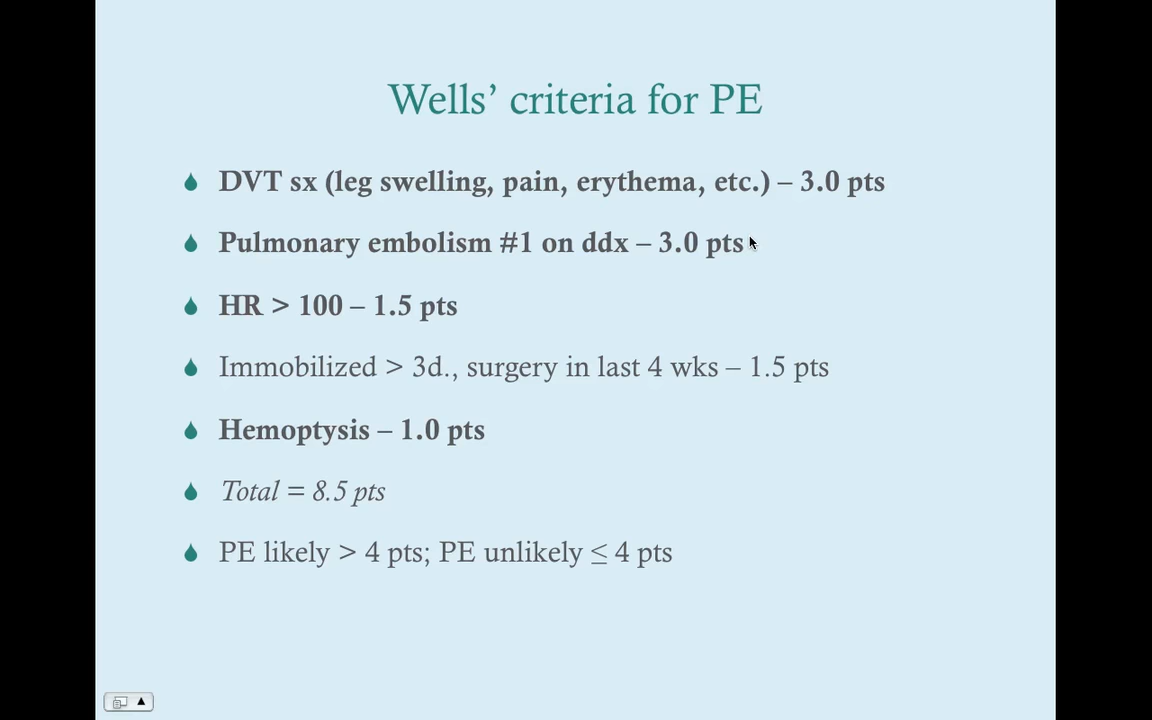 Wells’ criteria for PE
DVT sx (leg swelling, pain, erythema, etc.) – 3.0 pts
Pulmonary embolism #1 on ddx – 3.0 pts
HR > 100 – 1.5 pts
Immobilized > 3d., surgery in last 4 wks – 1.5 pts
Hemoptysis – 1.0 pts
Total = 8.5 pts
PE likely > 4 pts; PE unlikely ≤ 4 pts